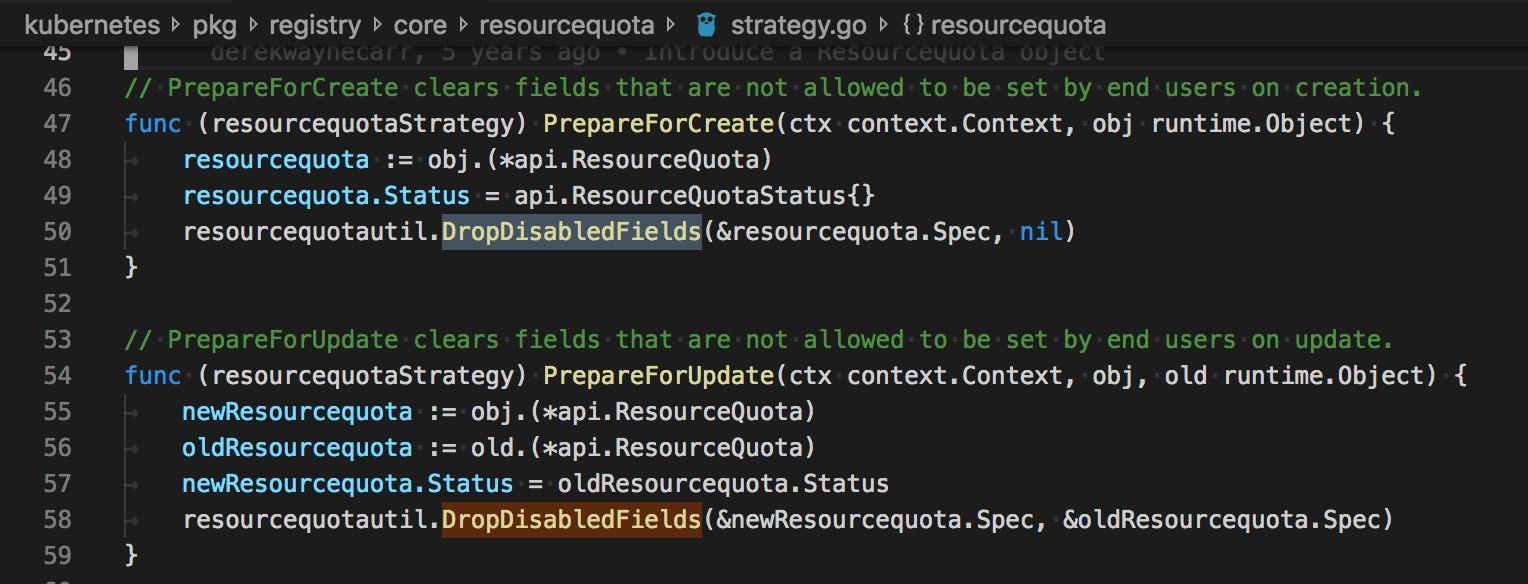 kubernetes › pkg › registry › core › resourcequota › strategy.go › {} resourcequota
45 derekwaynecarr, 5 years ago • Introduce a ResourceQuota object
46 // PrepareForCreate clears fields that are not allowed to be set by end users on creation.
47 func (resourcequotaStrategy) PrepareForCreate(ctx context.Context, obj runtime.Object) {
48 resourcequota := obj.(*api.ResourceQuota)
49 resourcequota.Status = api.ResourceQuotaStatus{}
50 resourcequotautil.DropDisabledFields(&resourcequota.Spec, nil)
51 }
52
53 // PrepareForUpdate clears fields that are not allowed to be set by end users on update.
54 func (resourcequotaStrategy) PrepareForUpdate(ctx context.Context, obj, old runtime.Object) {
55 newResourcequota := obj.(*api.ResourceQuota)
56 oldResourcequota := old.(*api.ResourceQuota)
57 newResourcequota.Status = oldResourcequota.Status
58 resourcequotautil.DropDisabledFields(&newResourcequota.Spec, &oldResourcequota.Spec)
59 }